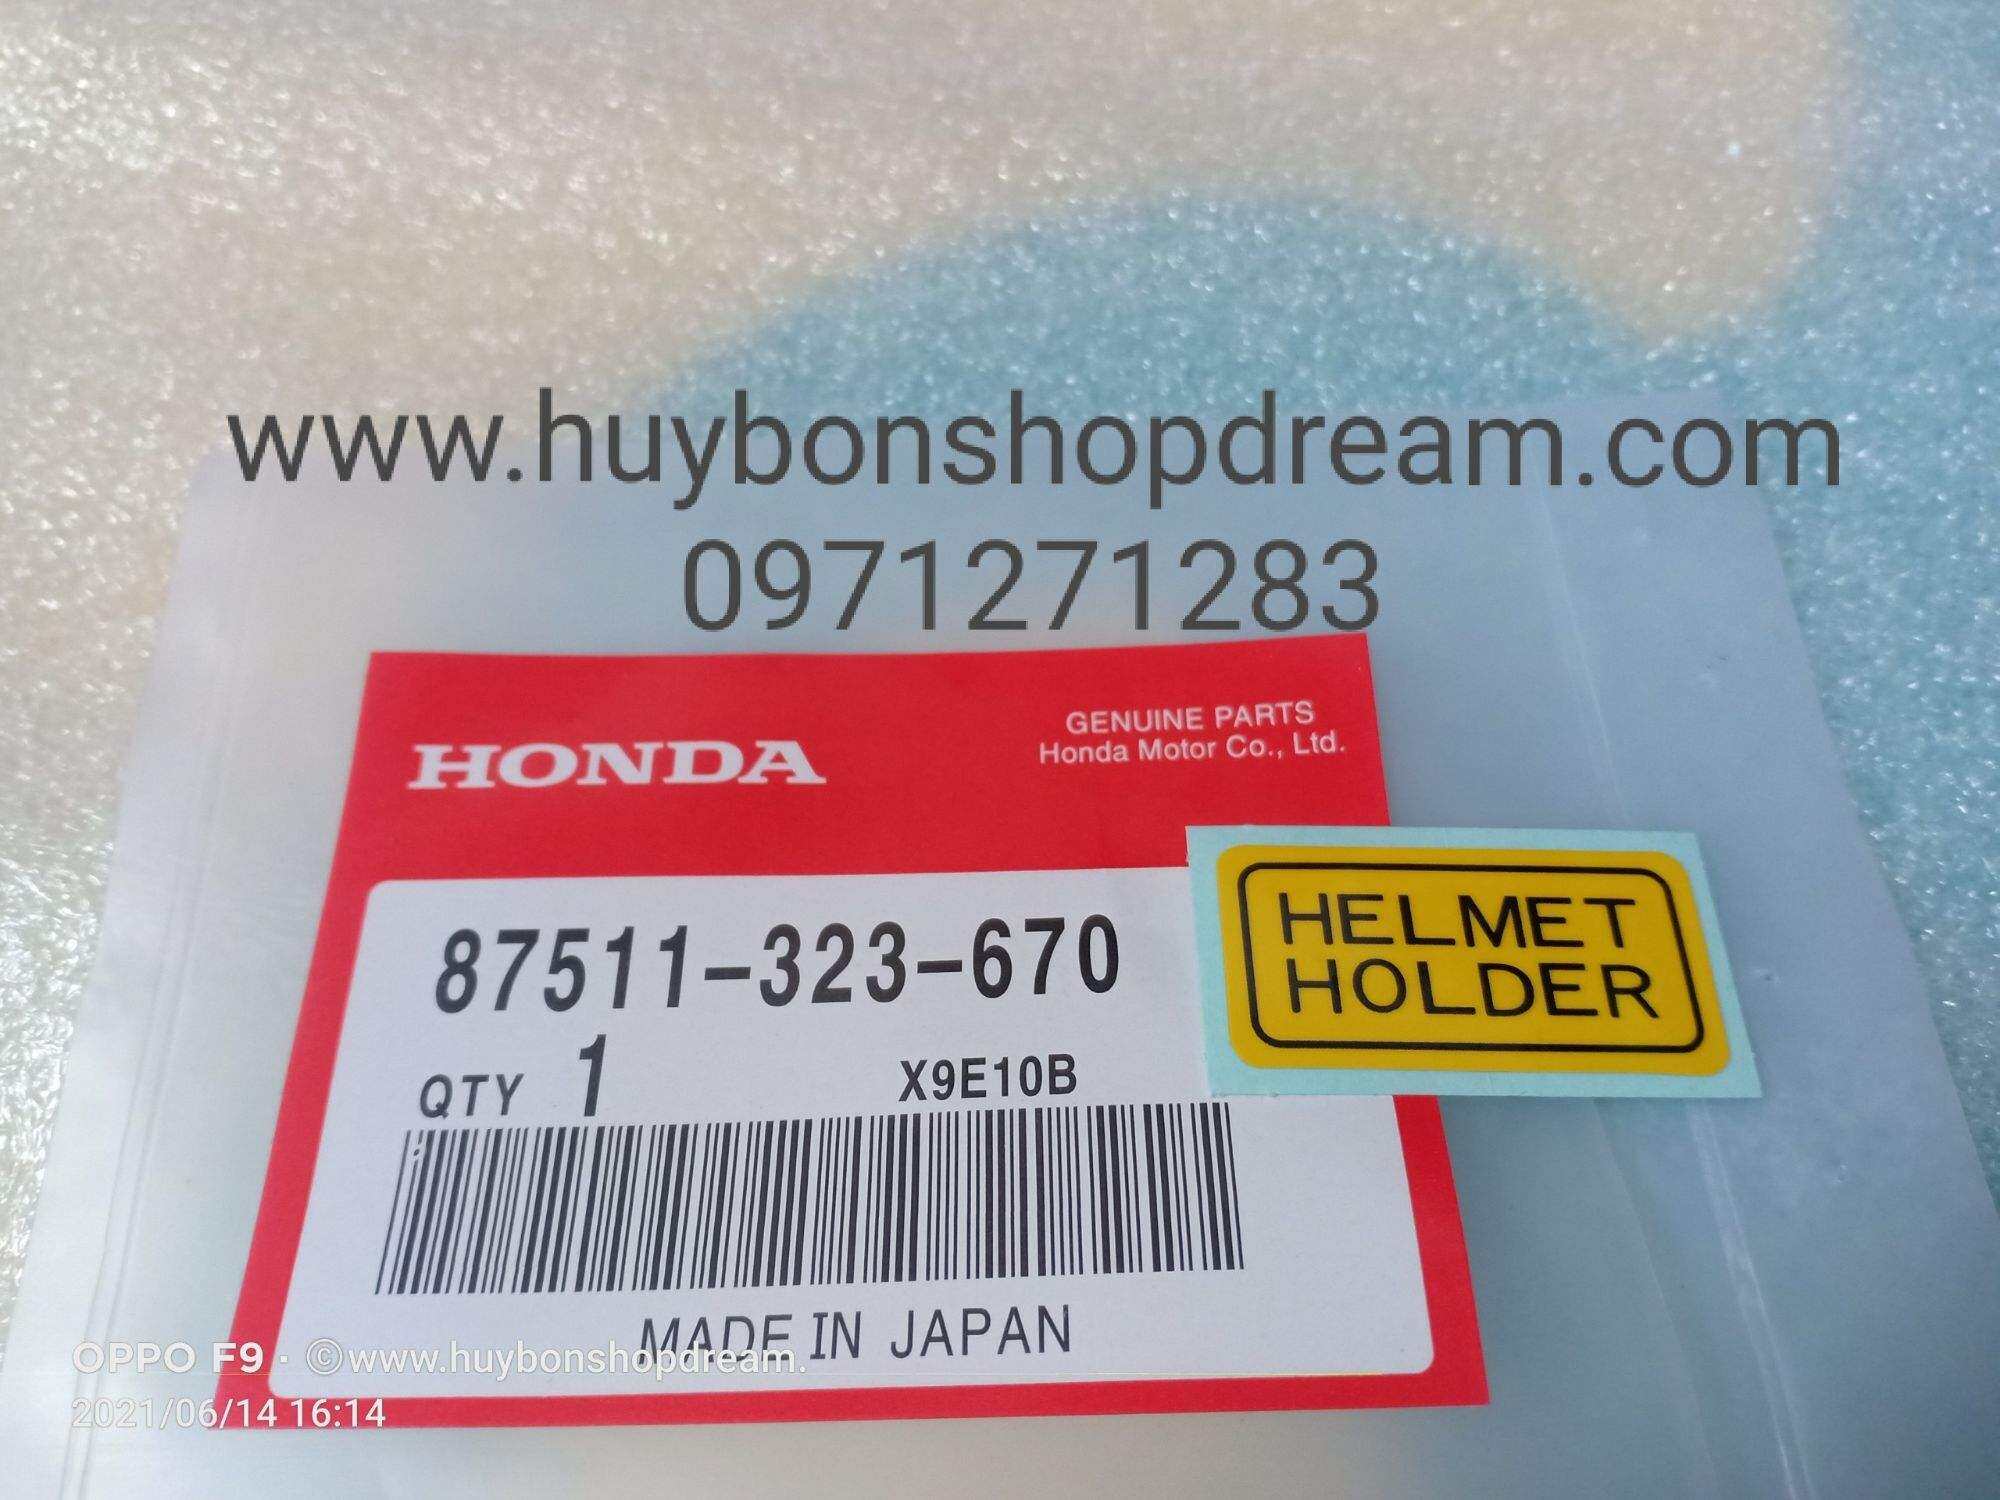 www.huybonshopdream.com
0971271283
HONDA
GENUINE PARTS
Honda Motor Co., Ltd.
87511-323-670
QTY 1 X9E10B
HELMET
HOLDER
MADE IN JAPAN
OPPO F9 · ©www.huybonshopdream.
2021/06/14 16:14